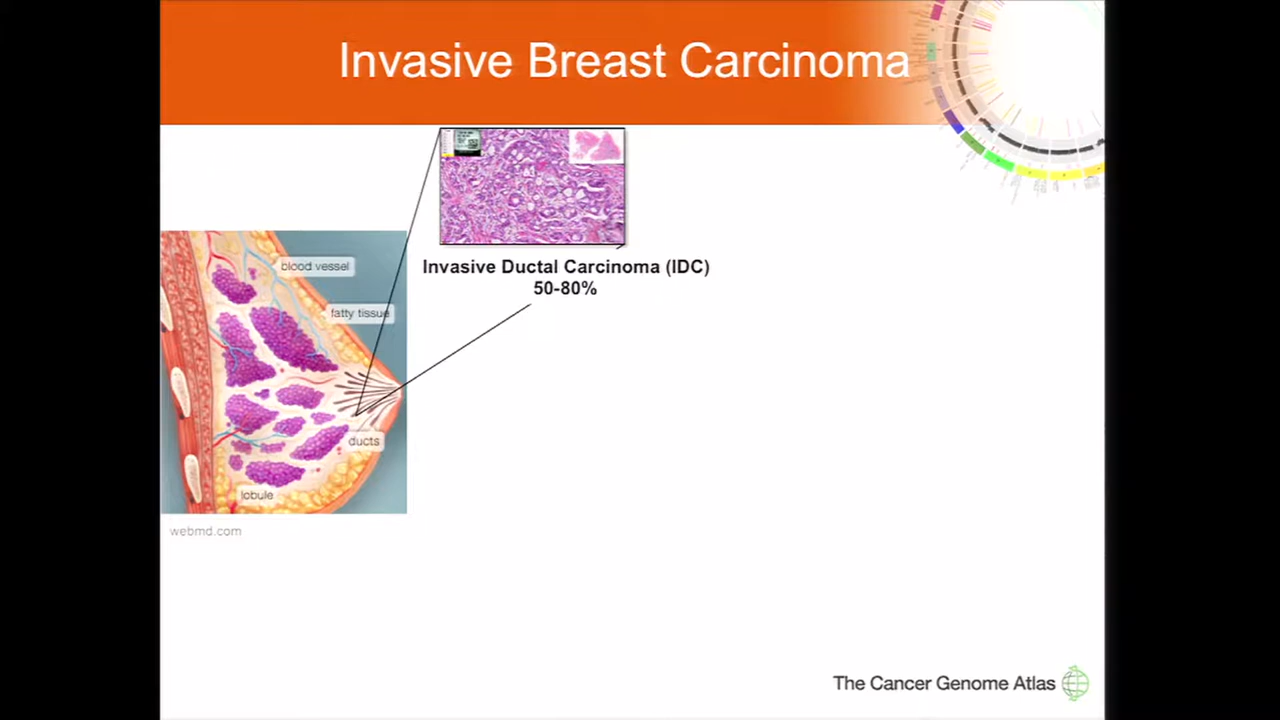 Invasive Breast Carcinoma
Invasive Ductal Carcinoma (IDC)
50-80%
blood vessel
fatty tissue
ducts
lobule
webmd.com
The Cancer Genome Atlas